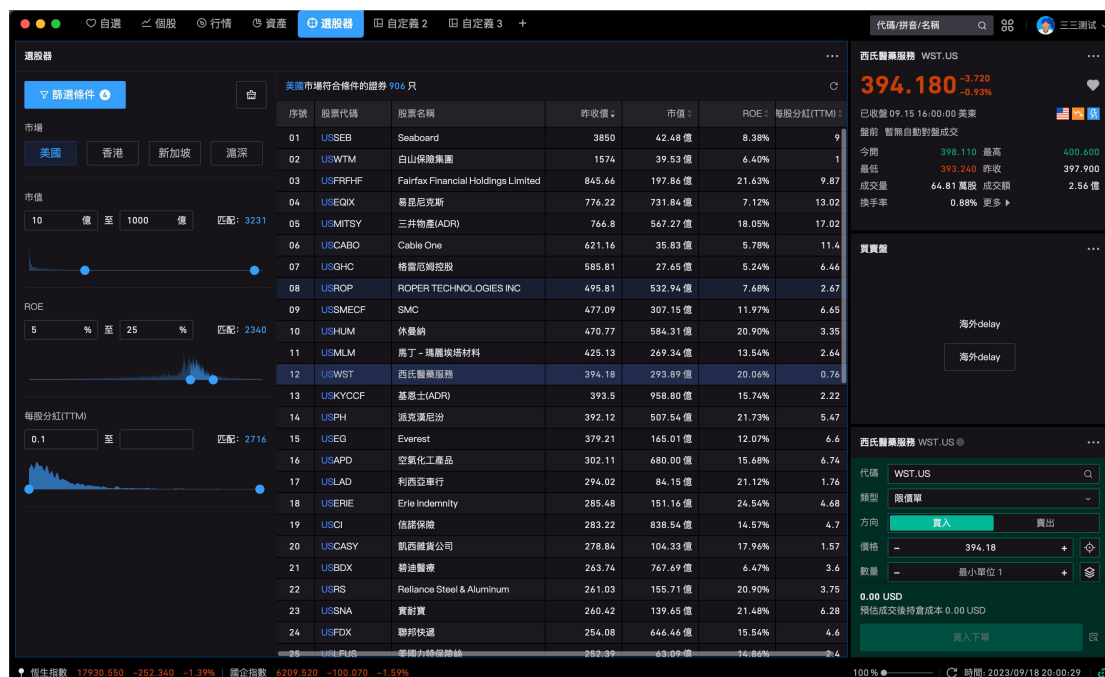 自選 個股 行情 資產 選股器 自定義 2 自定義 3 + 代碼/拼音/名稱 三三测试
選股器
篩選條件 4
市場
美國 香港 新加坡 滬深
市值
10 億 至 1000 億 匹配: 3231
ROE
5 % 至 25 % 匹配: 2340
每股分紅(TTM)
0.1 至 匹配: 2716
美國市場符合條件的證券 906 只
序號 股票代碼 股票名稱 昨收價 市值 ROE 每股分紅(TTM)
01 USSEB Seaboard 3850 42.48 億 8.38% 9
02 USWTM 白山保險集團 1574 39.53 億 6.40% 1
03 USFRFHF Fairfax Financial Holdings Limited 845.66 197.86 億 21.63% 9.87
04 USEQIX 易昆尼克斯 776.22 731.84 億 7.12% 13.02
05 USMITSY 三井物產(ADR) 766.8 567.27 億 18.05% 17.02
06 USCABO Cable One 621.16 35.83 億 5.78% 11.4
07 USGHC 格雷厄姆控股 585.81 27.65 億 5.24% 6.46
08 USROP ROPER TECHNOLOGIES INC 495.81 532.94 億 7.68% 2.67
09 USSMECF SMC 477.09 307.15 億 11.97% 6.65
10 USHUM 休曼納 470.77 584.31 億 20.90% 3.35
11 USMLM 馬丁－瑪麗埃塔材料 425.13 269.34 億 13.54% 2.64
12 USWST 西氏醫藥服務 394.18 293.89 億 20.06% 0.76
13 USKYCCF 基恩士(ADR) 393.5 958.80 億 15.74% 2.22
14 USPH 派克漢尼汾 392.12 507.54 億 21.73% 5.47
15 USEG Everest 379.21 165.01 億 12.07% 6.6
16 USAPD 空氣化工產品 302.11 680.00 億 15.68% 6.74
17 USLAD 利西亞車行 294.02 84.15 億 21.12% 1.76
18 USERIE Erie Indemnity 285.48 151.16 億 24.54% 4.68
19 USCI 信諾保險 283.22 838.54 億 14.57% 4.7
20 USCASY 凱西雜貨公司 278.84 104.33 億 17.96% 1.57
21 USBDX 碧迪醫療 263.74 767.69 億 6.47% 3.6
22 USRS Reliance Steel & Aluminum 261.03 155.71 億 20.90% 3.75
23 USSNA 實耐寶 260.42 139.65 億 21.48% 6.28
24 USFDX 聯邦快遞 254.08 646.46 億 15.54% 4.6
25 USLFUS 美國力特保險絲 252.39 63.09 億 14.86% 2.4
西氏醫藥服務 WST.US
394.180 -3.720
-0.93%
已收盤 09.15 16:00:00 美東
盤前 暫無自動對盤成交
今開 398.110 最高 400.600
最低 393.240 昨收 397.900
成交量 64.81 萬股 成交額 2.56 億
換手率 0.88% 更多
買賣盤
海外delay
海外delay
西氏醫藥服務 WST.US
代碼 WST.US
類型 限價單
方向 買入 賣出
價格 - 394.18 +
數量 - 最小單位 1 +
0.00 USD
預估成交後持倉成本 0.00 USD
買入下單
恆生指數 17930.550 -252.340 -1.39% 國企指數 6209.520 -100.070 -1.59% 100% 時間: 2023/09/18 20:00:29